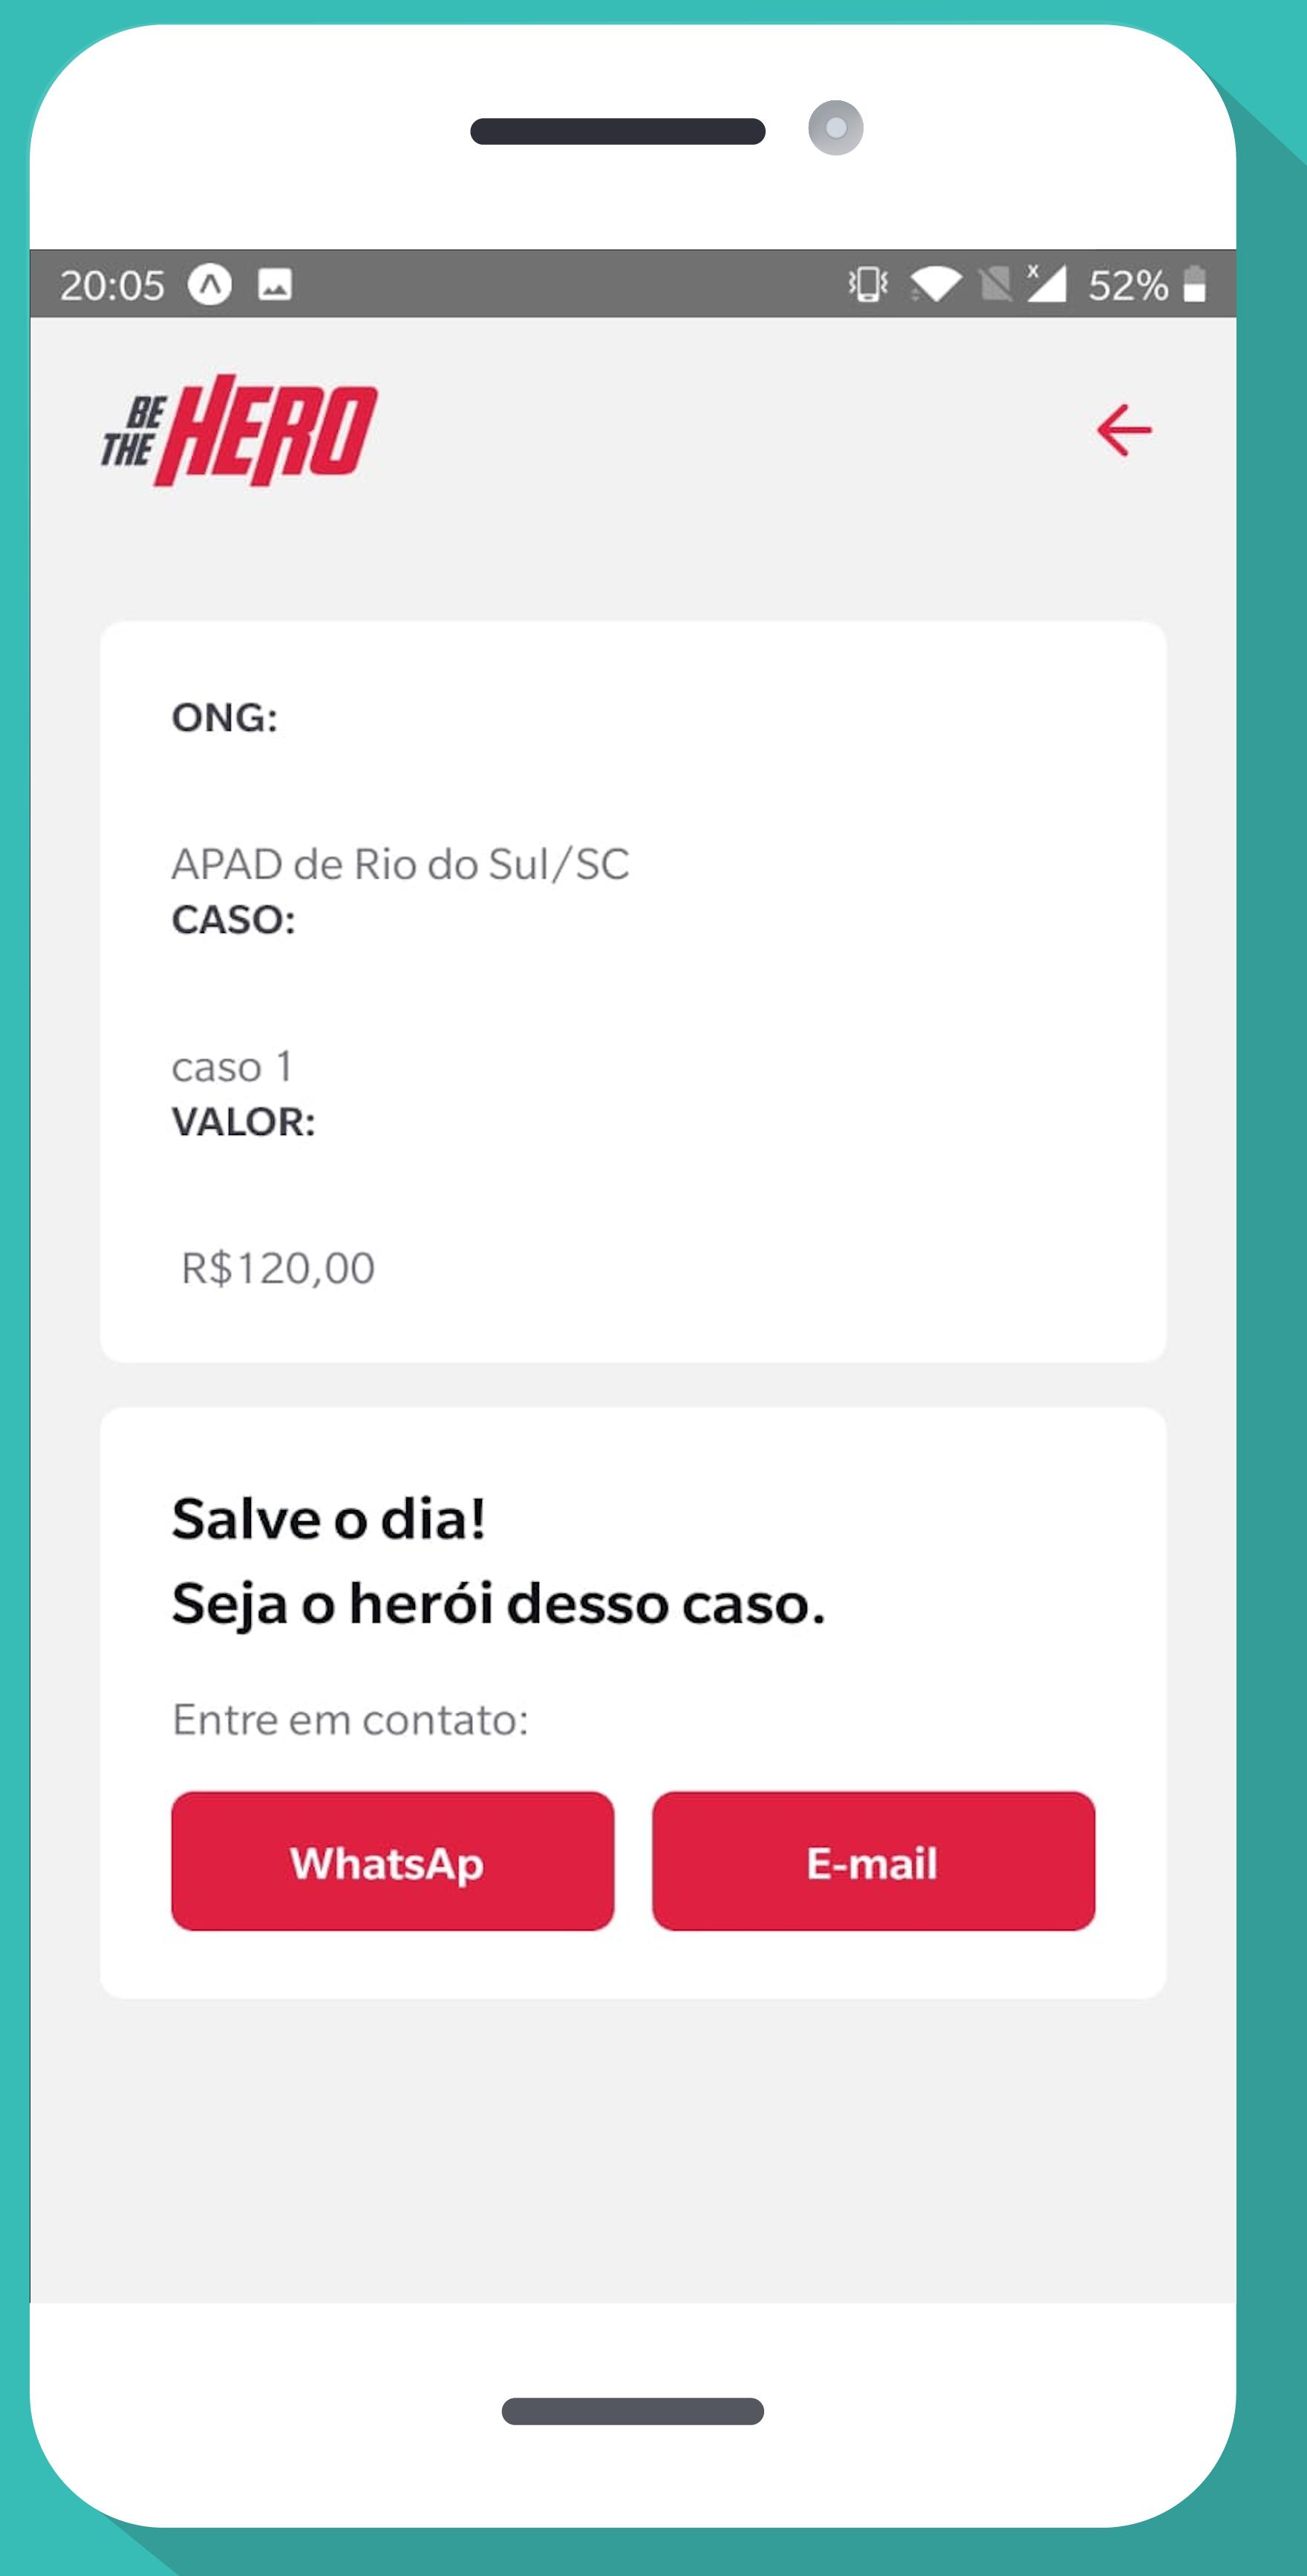 20:05 52%
BE
THE HERO
ONG:
APAD de Rio do Sul/SC
CASO:
caso 1
VALOR:
R$120,00
Salve o dia!
Seja o herói desso caso.
Entre em contato:
WhatsAp E-mail